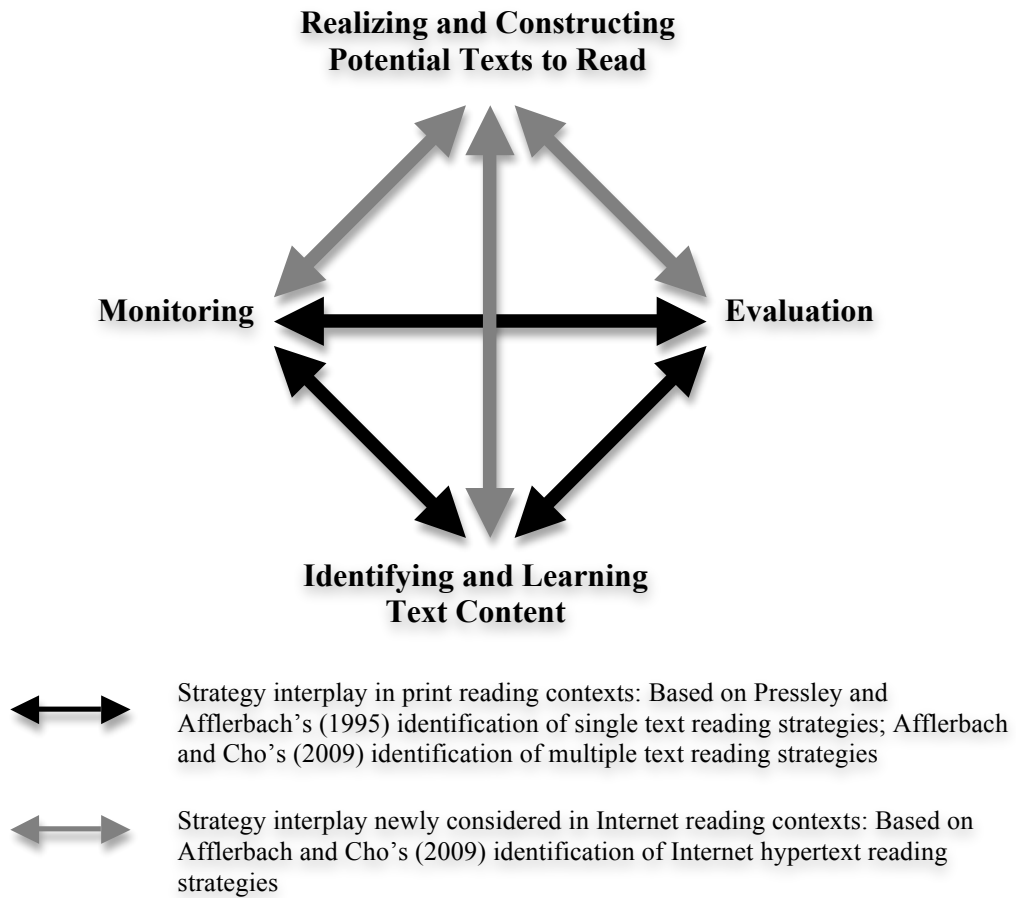 Realizing and Constructing
Potential Texts to Read
Monitoring
Evaluation
Identifying and Learning
Text Content
Strategy interplay in print reading contexts: Based on Pressley and
Afflerbach’s (1995) identification of single text reading strategies; Afflerbach
and Cho’s (2009) identification of multiple text reading strategies
Strategy interplay newly considered in Internet reading contexts: Based on
Afflerbach and Cho’s (2009) identification of Internet hypertext reading
strategies